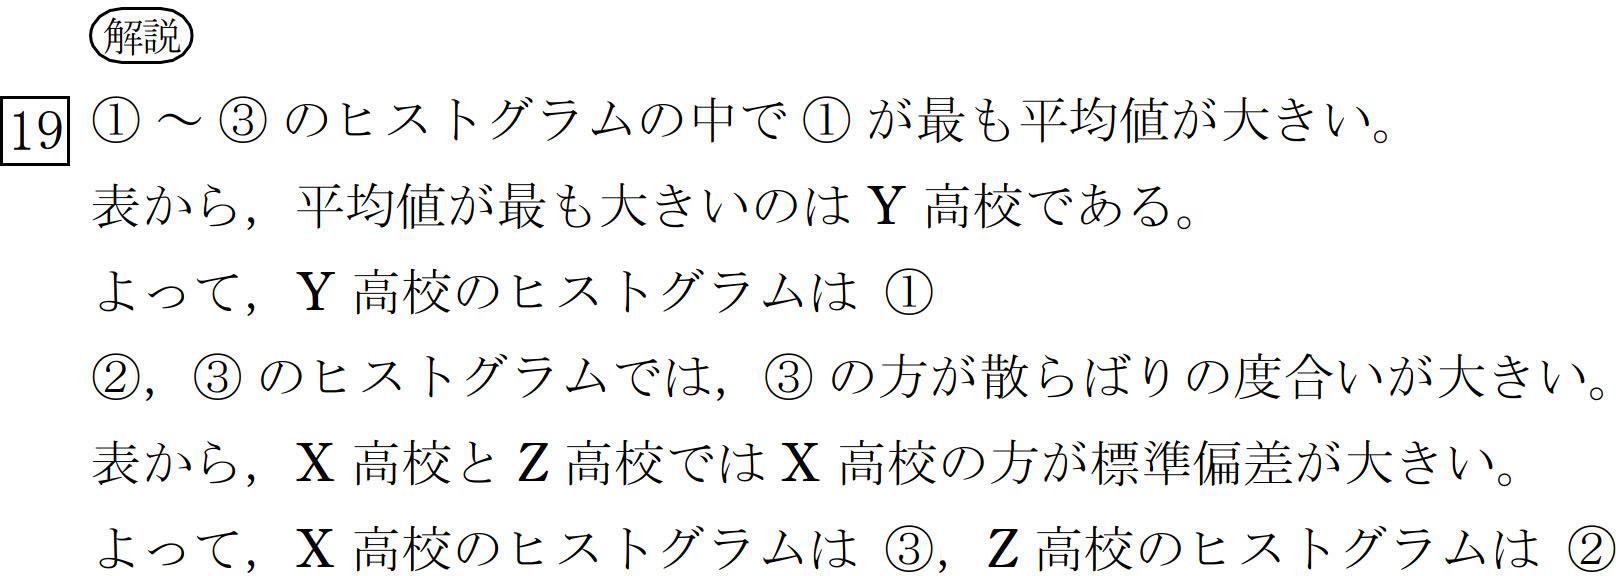 解説
19 ① ～ ③ のヒストグラムの中で ① が最も平均値が大きい。
表から，平均値が最も大きいのは Y 高校である。
よって，Y 高校のヒストグラムは ①
②，③ のヒストグラムでは，③ の方が散らばりの度合いが大きい。
表から，X 高校と Z 高校では X 高校の方が標準偏差が大きい。
よって，X 高校のヒストグラムは ③，Z 高校のヒストグラムは ②